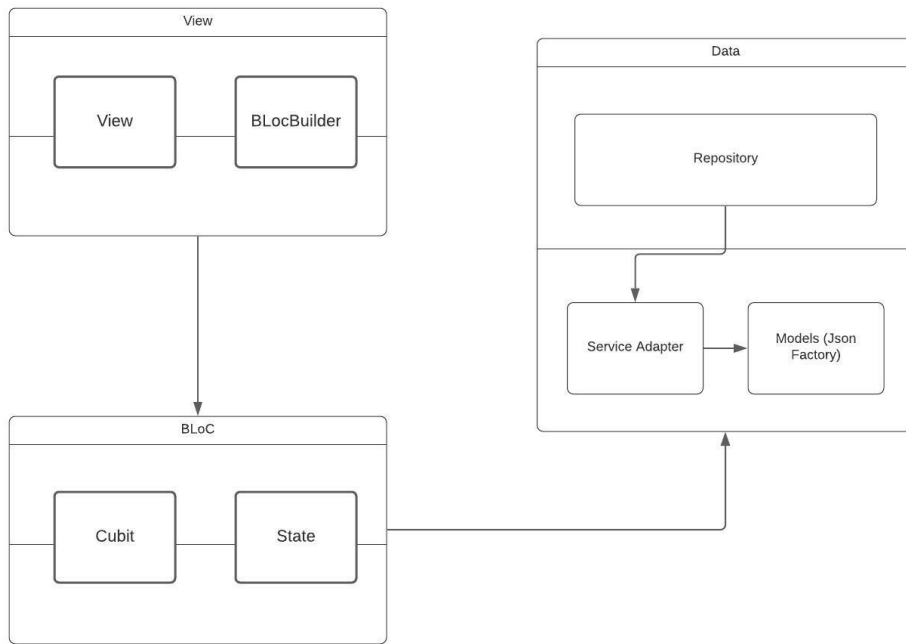 View
View
BLocBuilder
Data
Repository
Service Adapter
Models (Json
Factory)
BLoC
Cubit
State